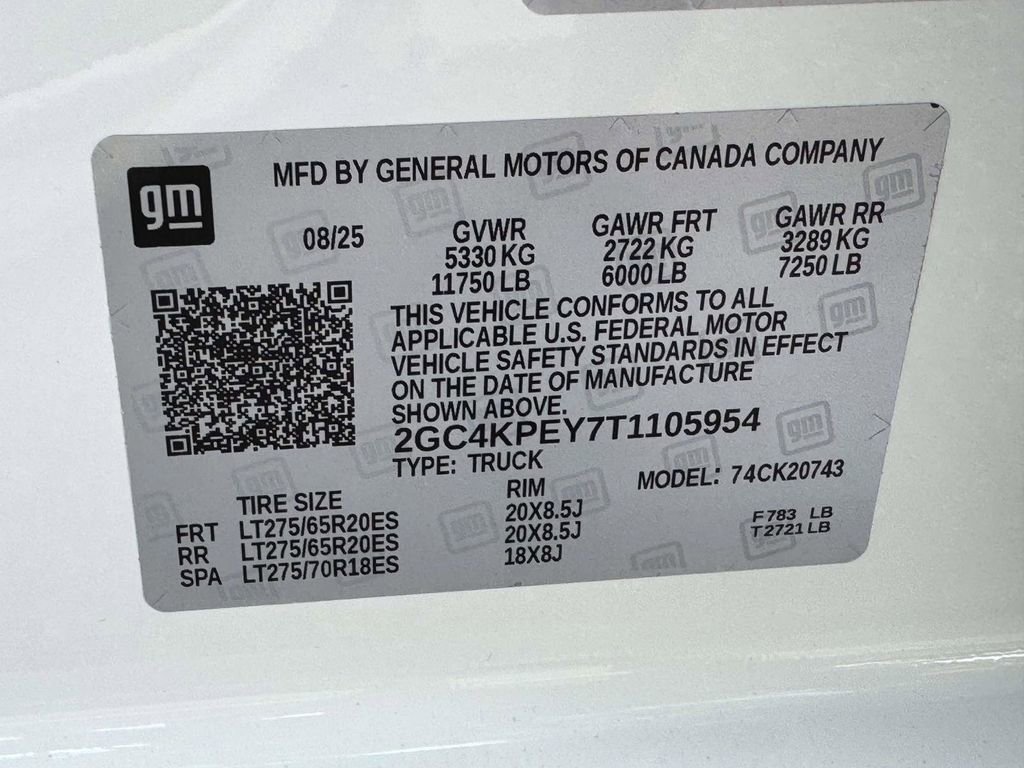 gm
MFD BY GENERAL MOTORS OF CANADA COMPANY
08/25
GVWR GAWR FRT GAWR RR
5330 KG 2722 KG 3289 KG
11750 LB 6000 LB 7250 LB
THIS VEHICLE CONFORMS TO ALL
APPLICABLE U.S. FEDERAL MOTOR
VEHICLE SAFETY STANDARDS IN EFFECT
ON THE DATE OF MANUFACTURE
SHOWN ABOVE.
2GC4KPEY7T1105954
TYPE: TRUCK MODEL: 74CK20743
TIRE SIZE RIM
FRT LT275/65R20ES 20X8.5J F 783 LB
RR LT275/65R20ES 20X8.5J T 2721 LB
SPA LT275/70R18ES 18X8J